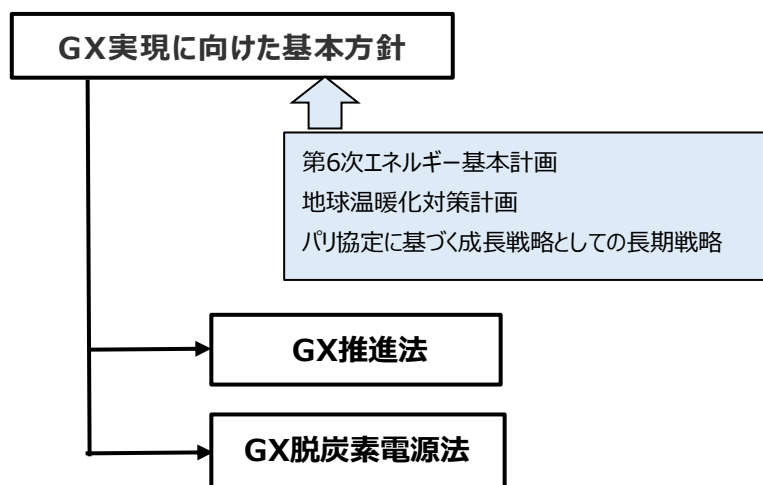 GX実現に向けた基本方針
第6次エネルギー基本計画
地球温暖化対策計画
パリ協定に基づく成長戦略としての長期戦略
GX推進法
GX脱炭素電源法